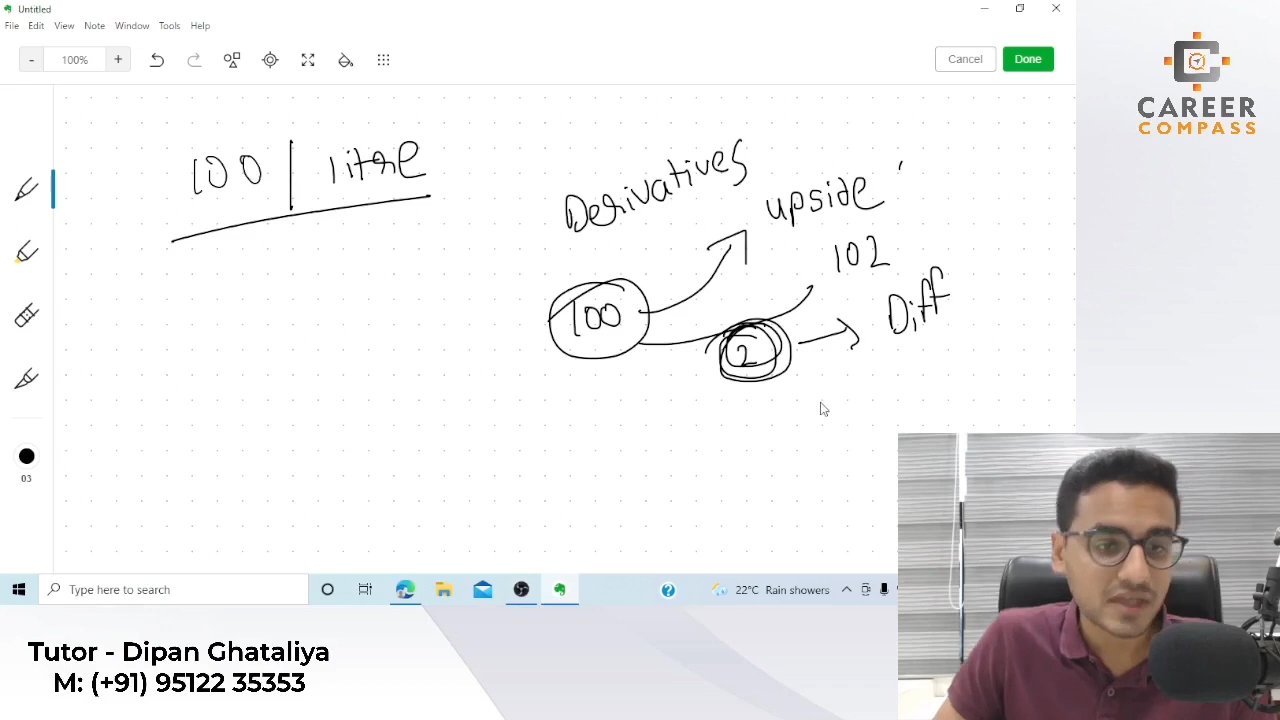 Untitled
File Edit View Note Window Tools Help
- 100% +
Cancel Done
CAREER
COMPASS
100 | litre
Derivatives
upside
102
100
2
Diff
03
Type here to search
22°C Rain showers
Tutor - Dipan Ghataliya
M: (+91) 95122 35353